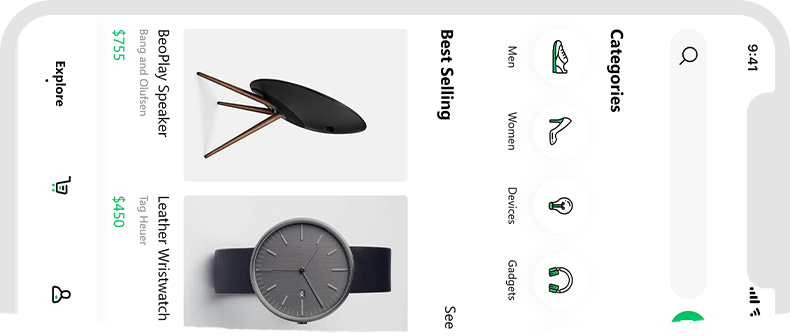 9:41
Categories
Men
Women
Devices
Gadgets
Best Selling
See
BeoPlay Speaker
Bang and Olufsen
$755
Leather Wristwatch
Tag Heuer
$450
Explore